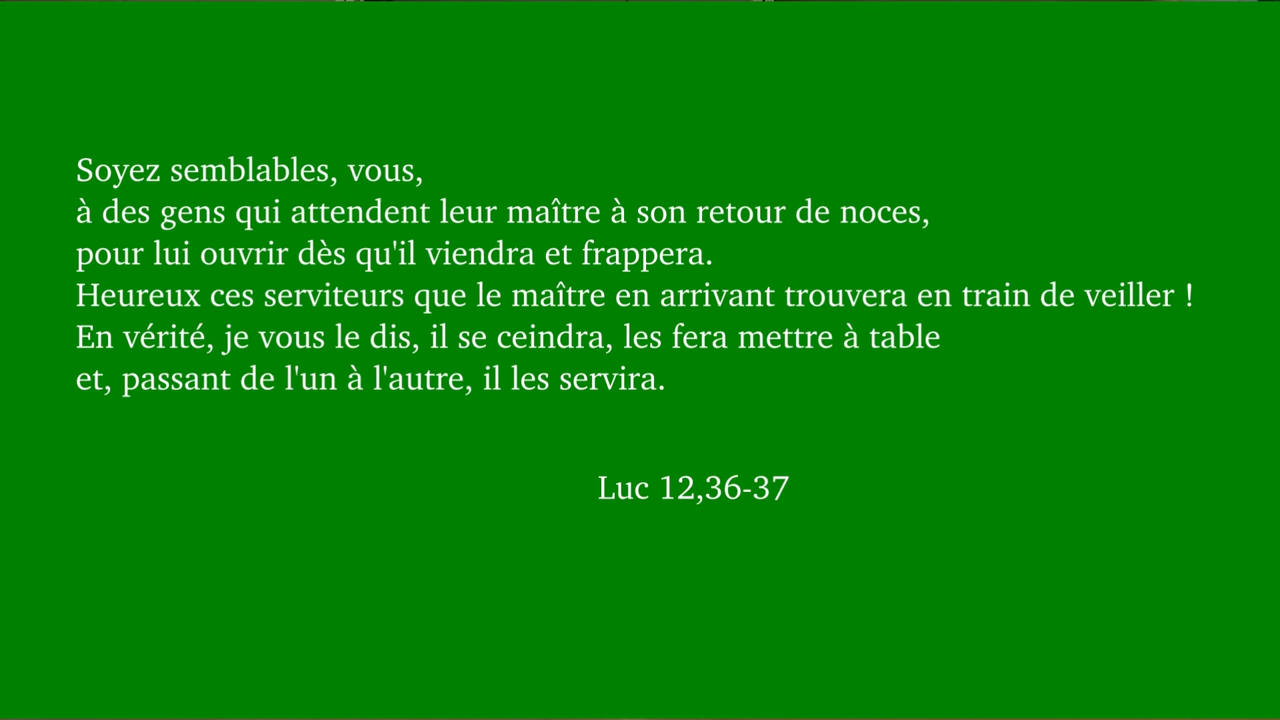 Soyez semblables, vous,
à des gens qui attendent leur maître à son retour de noces,
pour lui ouvrir dès qu'il viendra et frappera.
Heureux ces serviteurs que le maître en arrivant trouvera en train de veiller !
En vérité, je vous le dis, il se ceindra, les fera mettre à table
et, passant de l'un à l'autre, il les servira.
Luc 12,36-37